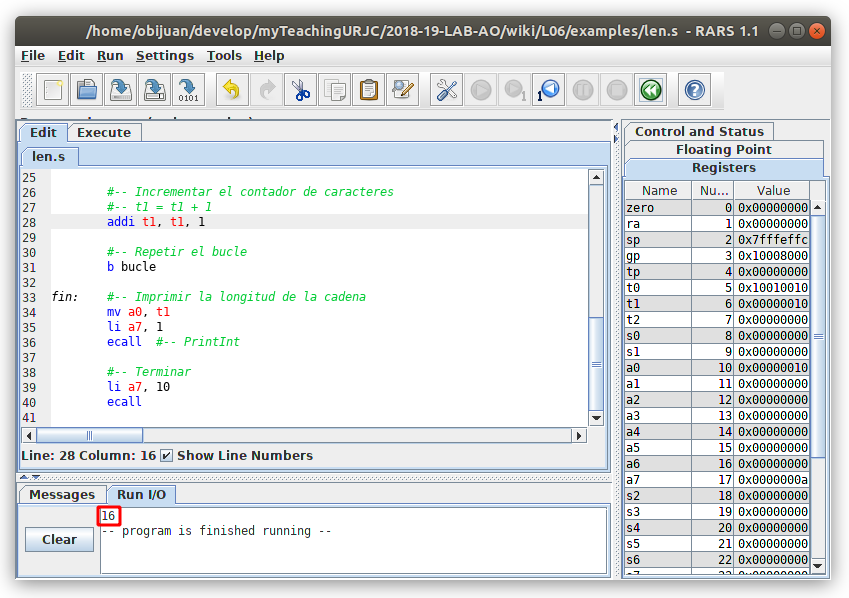 /home/obijuan/develop/myTeachingURJC/2018-19-LAB-AO/wiki/L06/examples/len.s - RARS 1.1
File Edit Run Settings Tools Help
0101
1
1
Edit Execute
len.s
25
26 #-- Incrementar el contador de caracteres
27 #-- t1 = t1 + 1
28 addi t1, t1, 1
29
30 #-- Repetir el bucle
31 b bucle
32
33 fin: #-- Imprimir la longitud de la cadena
34 mv a0, t1
35 li a7, 1
36 ecall #-- PrintInt
37
38 #-- Terminar
39 li a7, 10
40 ecall
41
Line: 28 Column: 16 Show Line Numbers
Messages Run I/O
Clear
16
-- program is finished running --
Control and Status
Floating Point
Registers
Name Nu... Value
zero 0 0x00000000
ra 1 0x00000000
sp 2 0x7fffeffc
gp 3 0x10008000
tp 4 0x00000000
t0 5 0x10010010
t1 6 0x00000010
t2 7 0x00000000
s0 8 0x00000000
s1 9 0x00000000
a0 10 0x00000010
a1 11 0x00000000
a2 12 0x00000000
a3 13 0x00000000
a4 14 0x00000000
a5 15 0x00000000
a6 16 0x00000000
a7 17 0x0000000a
s2 18 0x00000000
s3 19 0x00000000
s4 20 0x00000000
s5 21 0x00000000
s6 22 0x00000000